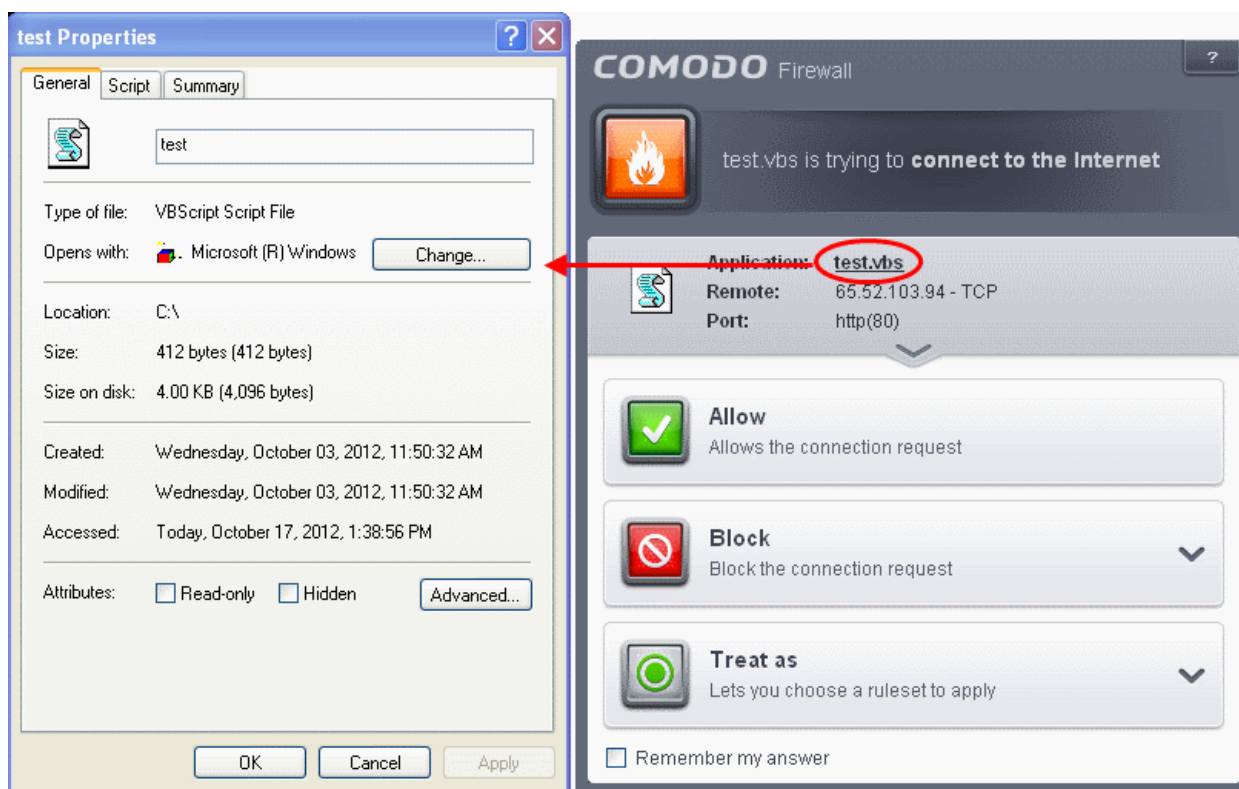 test Properties
General Script Summary
test
Type of file: VBScript Script File
Opens with: Microsoft (R) Windows Change...
Location: C:\
Size: 412 bytes (412 bytes)
Size on disk: 4.00 KB (4,096 bytes)
Created: Wednesday, October 03, 2012, 11:50:32 AM
Modified: Wednesday, October 03, 2012, 11:50:32 AM
Accessed: Today, October 17, 2012, 1:38:56 PM
Attributes: Read-only Hidden Advanced...
OK Cancel Apply
COMODO Firewall ?
test.vbs is trying to connect to the Internet
Application: test.vbs
Remote: 65.52.103.94 - TCP
Port: http(80)
Allow
Allows the connection request
Block
Block the connection request
Treat as
Lets you choose a ruleset to apply
Remember my answer